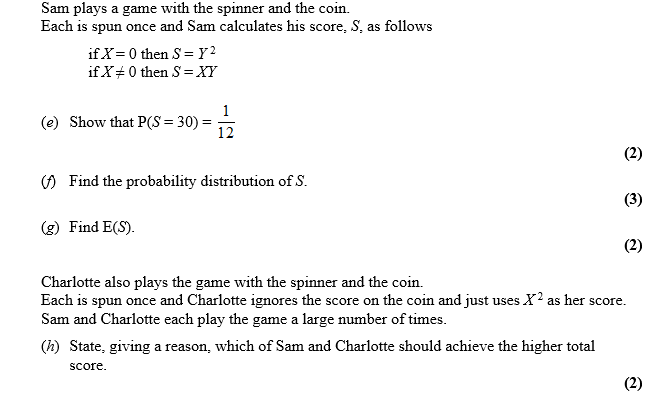 Sam plays a game with the spinner and the coin.
Each is spun once and Sam calculates his score, S, as follows
if X = 0 then S = Y²
if X ≠ 0 then S = XY
(e) Show that P(S = 30) = 1/12
(2)
(f) Find the probability distribution of S.
(3)
(g) Find E(S).
(2)
Charlotte also plays the game with the spinner and the coin.
Each is spun once and Charlotte ignores the score on the coin and just uses X² as her score.
Sam and Charlotte each play the game a large number of times.
(h) State, giving a reason, which of Sam and Charlotte should achieve the higher total
score.
(2)